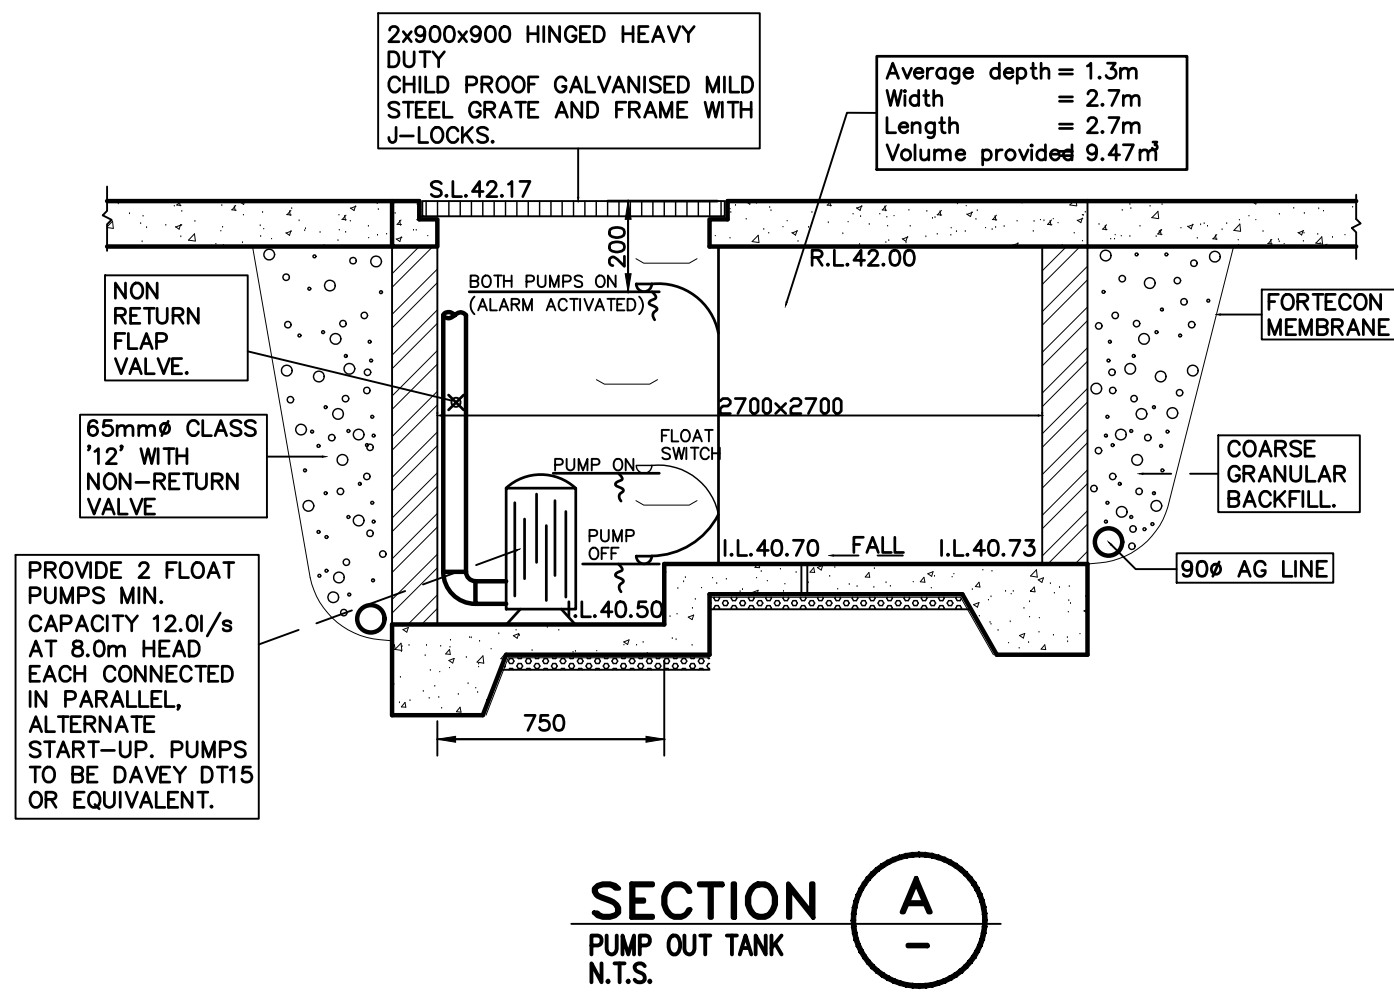 2x900x900 HINGED HEAVY
DUTY
CHILD PROOF GALVANISED MILD
STEEL GRATE AND FRAME WITH
J-LOCKS.
Average depth = 1.3m
Width = 2.7m
Length = 2.7m
Volume provided = 9.47m³
S.L.42.17
200
R.L.42.00
BOTH PUMPS ON
(ALARM ACTIVATED)
NON
RETURN
FLAP
VALVE.
FORTECON
MEMBRANE
2700x2700
65mmø CLASS
'12' WITH
NON-RETURN
VALVE
FLOAT
SWITCH
PUMP ON
COARSE
GRANULAR
BACKFILL.
PUMP
OFF
I.L.40.70
FALL
I.L.40.73
90ø AG LINE
I.L.40.50
PROVIDE 2 FLOAT
PUMPS MIN.
CAPACITY 12.0l/s
AT 8.0m HEAD
EACH CONNECTED
IN PARALLEL,
ALTERNATE
START-UP. PUMPS
TO BE DAVEY DT15
OR EQUIVALENT.
750
SECTION
A
-
PUMP OUT TANK
N.T.S.